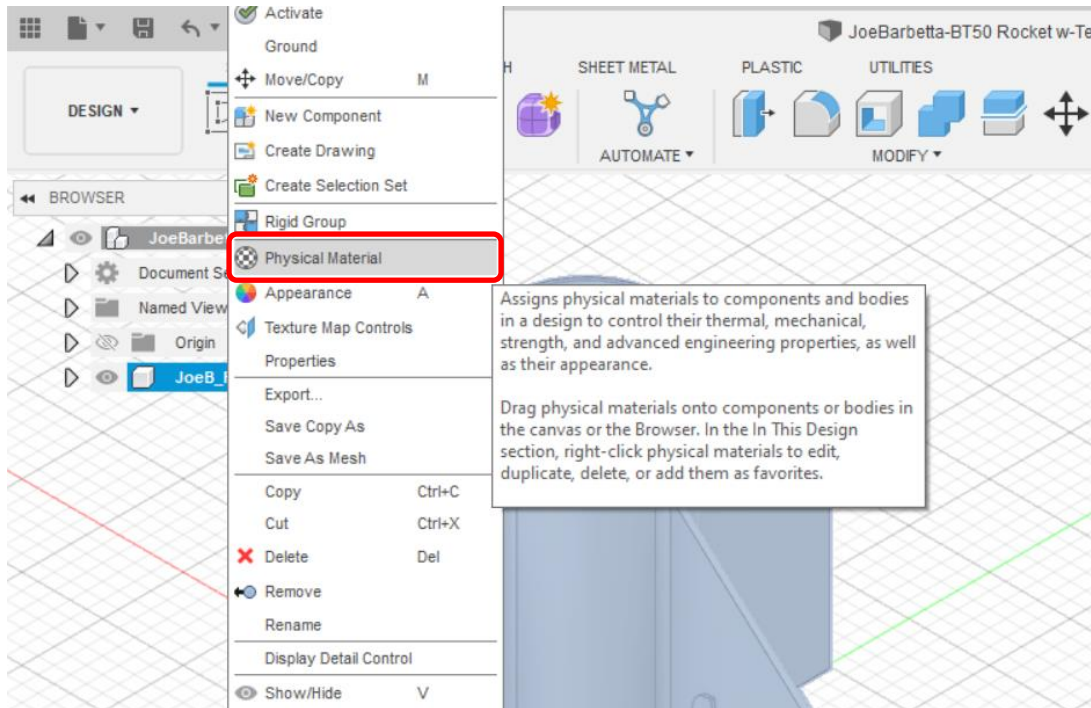 Activate
JoeBarbetta-BT50 Rocket w-Te
Ground
Move/Copy M
H SHEET METAL PLASTIC UTILITIES
DESIGN
New Component
Create Drawing
AUTOMATE MODIFY
Create Selection Set
BROWSER
Rigid Group
JoeBarbe
Physical Material
Document Se
Appearance A
Named View
Texture Map Controls
Origin
Properties
JoeB_
Export...
Save Copy As
Save As Mesh
Copy Ctrl+C
Cut Ctrl+X
Delete Del
Remove
Rename
Display Detail Control
Show/Hide V
Assigns physical materials to components and bodies
in a design to control their thermal, mechanical,
strength, and advanced engineering properties, as well
as their appearance.
Drag physical materials onto components or bodies in
the canvas or the Browser. In the In This Design
section, right-click physical materials to edit,
duplicate, delete, or add them as favorites.